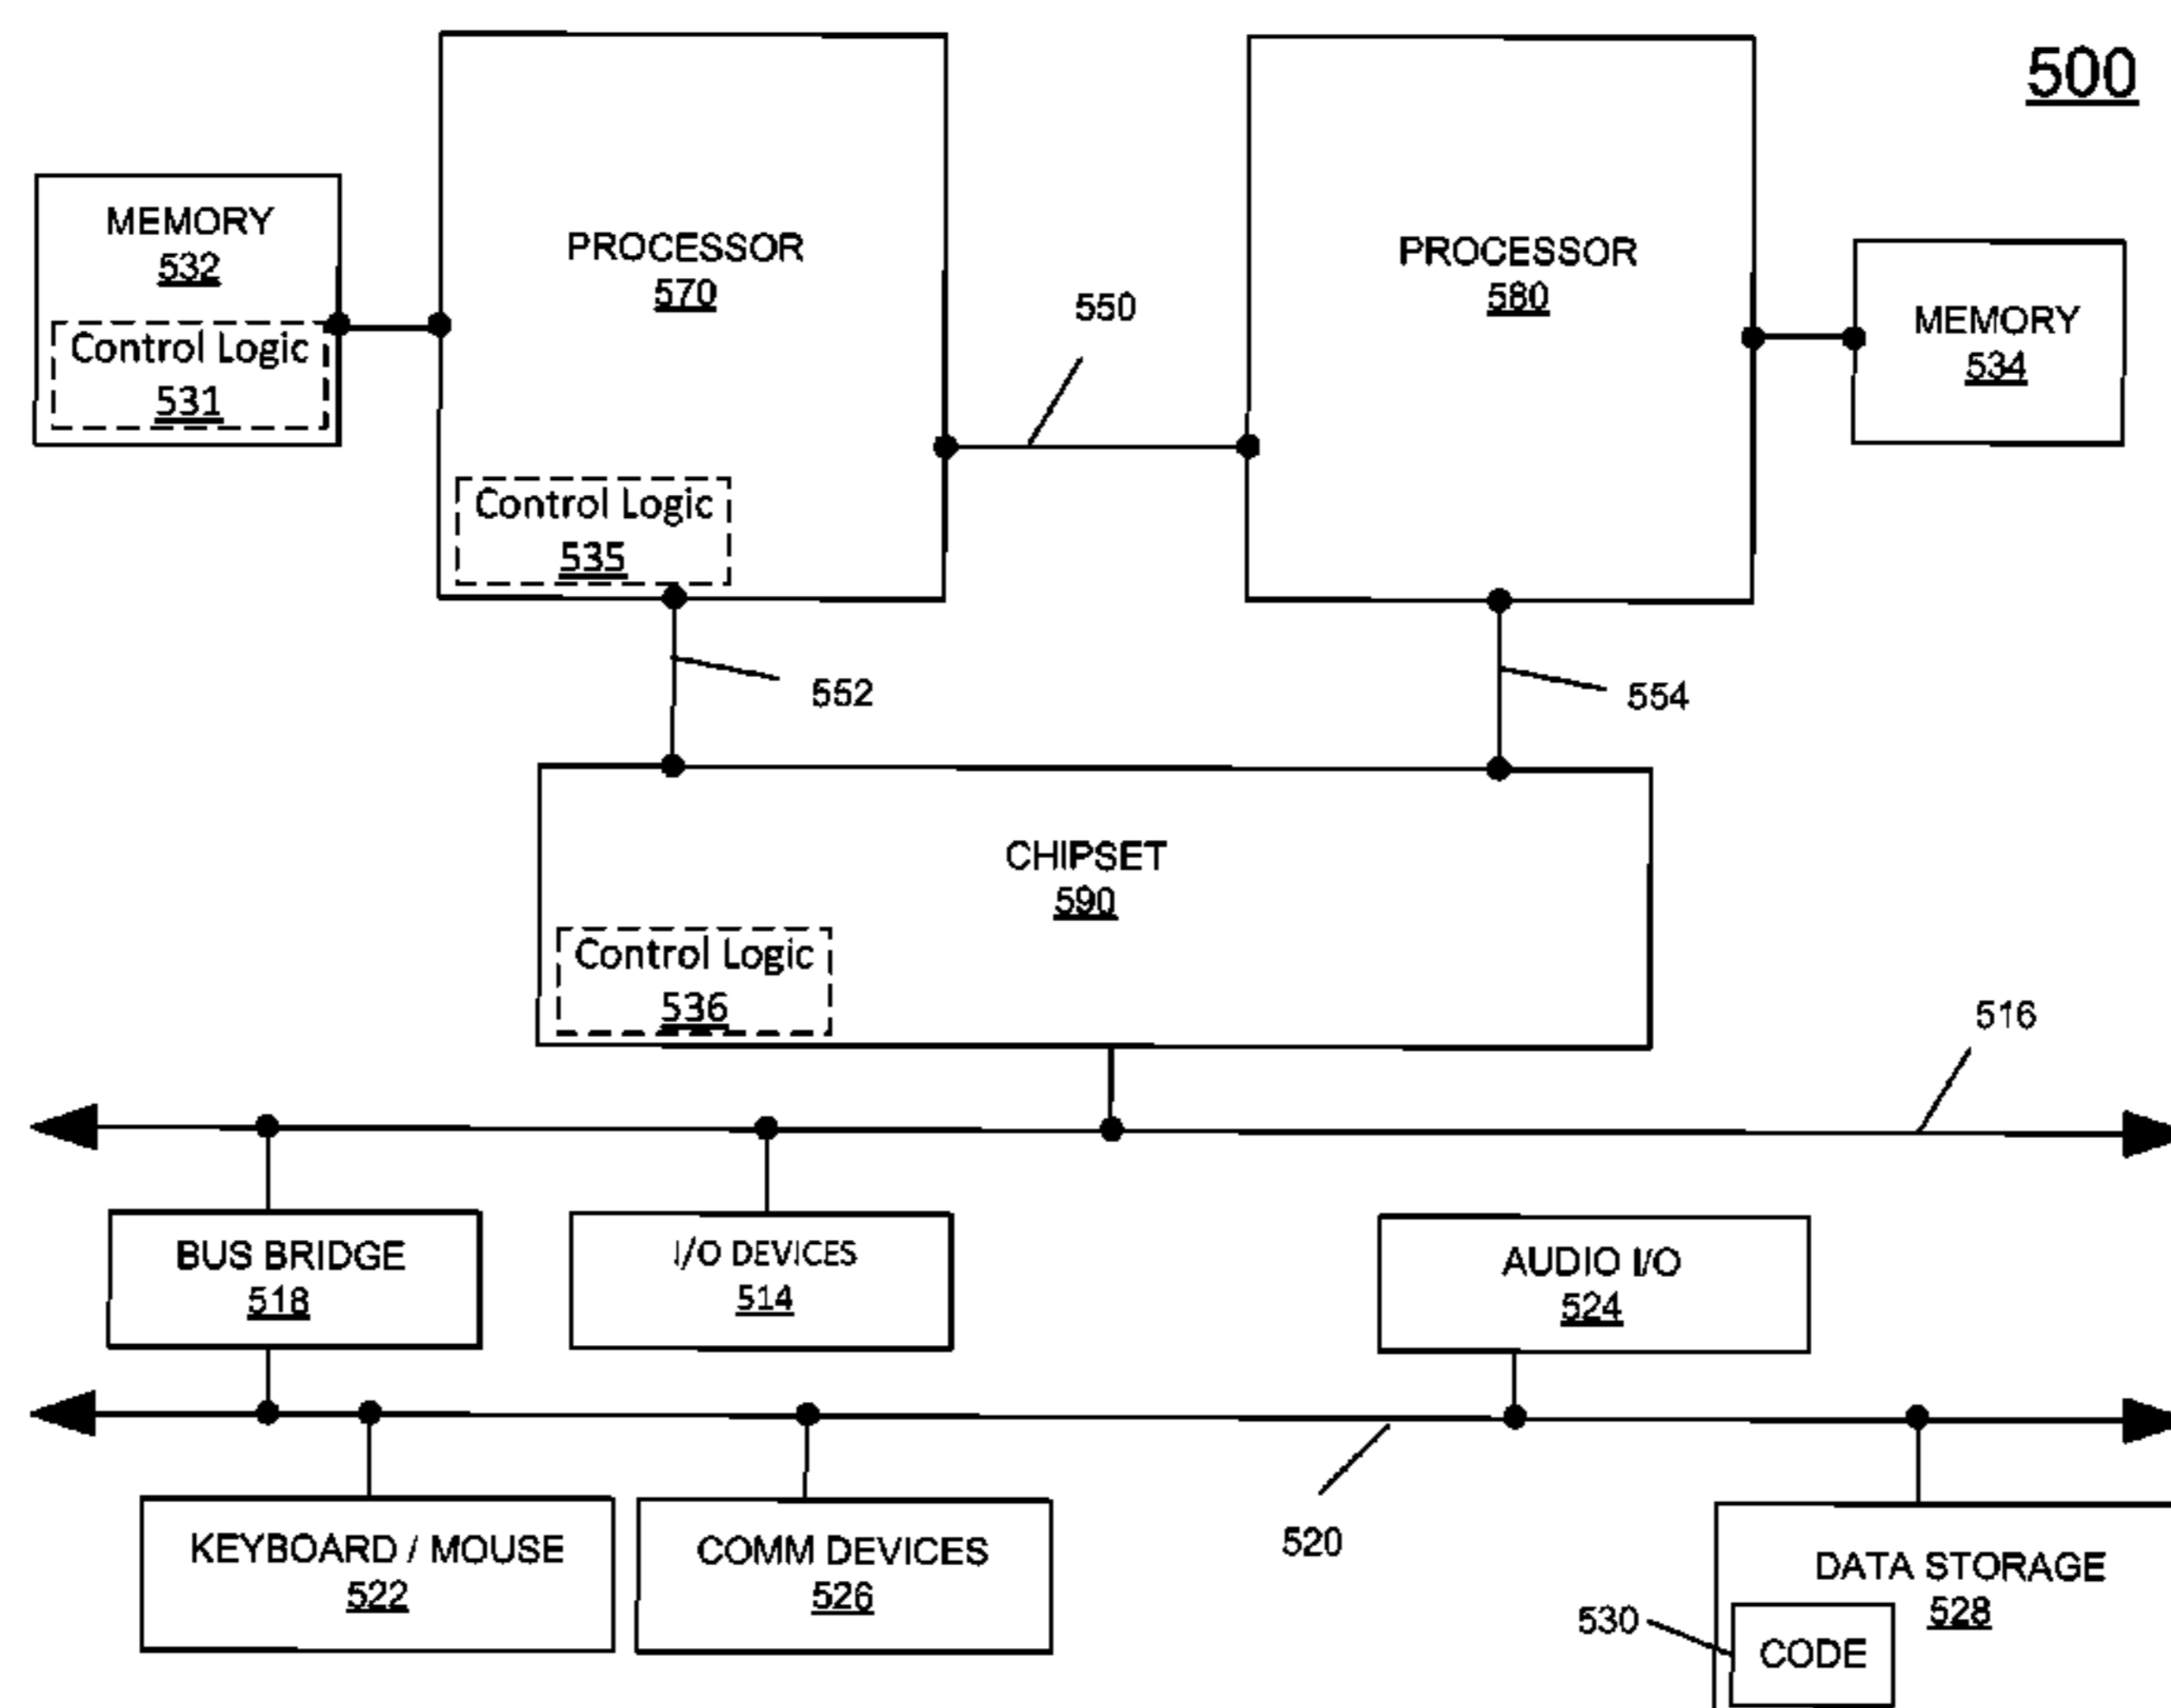 500
MEMORY
532
Control Logic
531
PROCESSOR
570
Control Logic
535
550
PROCESSOR
580
MEMORY
534
552
554
CHIPSET
590
Control Logic
536
516
BUS BRIDGE
518
I/O DEVICES
514
AUDIO I/O
524
520
KEYBOARD / MOUSE
522
COMM DEVICES
526
DATA STORAGE
528
530
CODE